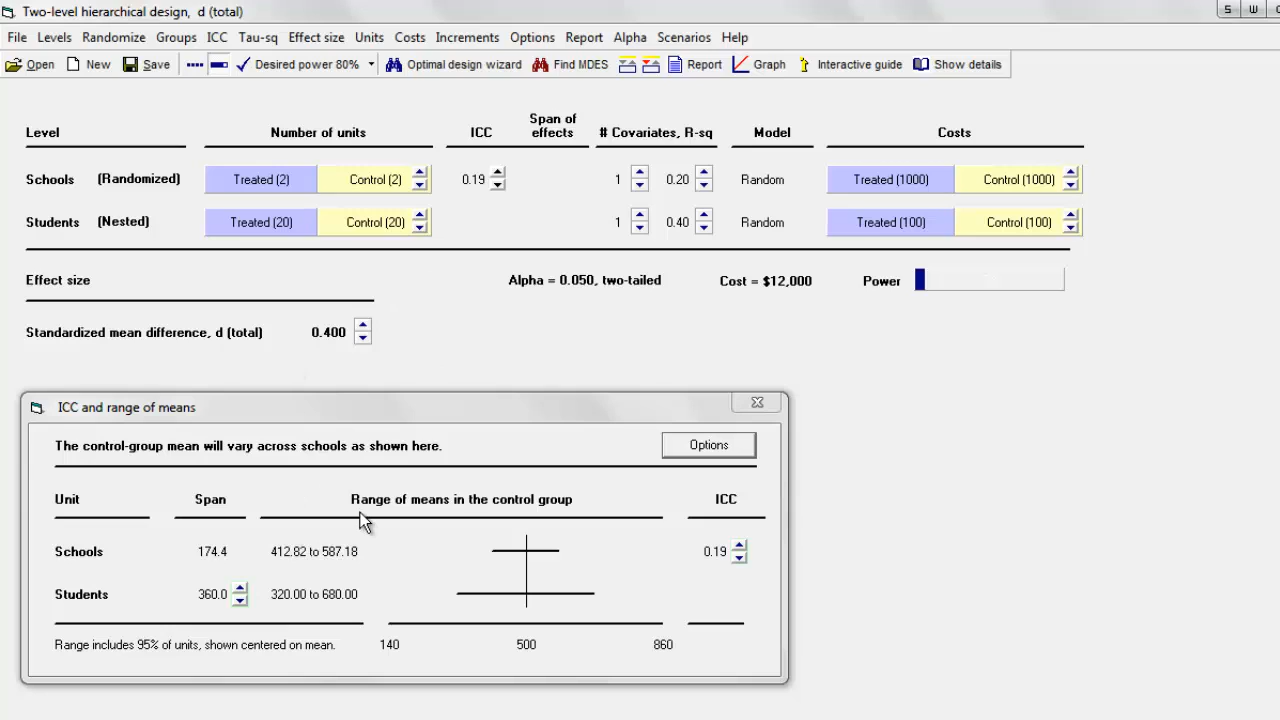 Two-level hierarchical design, d (total)
S W
File Levels Randomize Groups ICC Tau-sq Effect size Units Costs Increments Options Report Alpha Scenarios Help
Open New Save Desired power 80% Optimal design wizard Find MDES Report Graph Interactive guide Show details
Level Number of units ICC Span of effects # Covariates, R-sq Model Costs
Schools (Randomized) Treated (2) Control (2) 0.19 1 0.20 Random Treated (1000) Control (1000)
Students (Nested) Treated (20) Control (20) 1 0.40 Random Treated (100) Control (100)
Effect size Alpha = 0.050, two-tailed Cost = $12,000 Power
Standardized mean difference, d (total) 0.400
ICC and range of means
The control-group mean will vary across schools as shown here. Options
Unit Span Range of means in the control group ICC
Schools 174.4 412.82 to 587.18 0.19
Students 360.0 320.00 to 680.00
Range includes 95% of units, shown centered on mean. 140 500 860